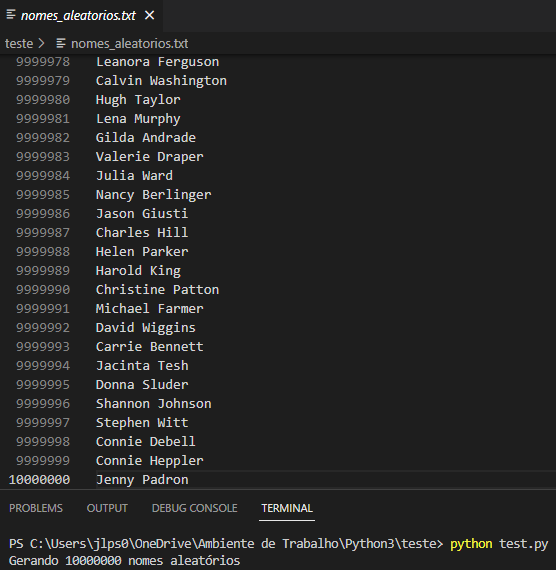 nomes_aleatorios.txt
teste > nomes_aleatorios.txt
9999978 Leanora Ferguson
9999979 Calvin Washington
9999980 Hugh Taylor
9999981 Lena Murphy
9999982 Gilda Andrade
9999983 Valerie Draper
9999984 Julia Ward
9999985 Nancy Berlinger
9999986 Jason Giusti
9999987 Charles Hill
9999988 Helen Parker
9999989 Harold King
9999990 Christine Patton
9999991 Michael Farmer
9999992 David Wiggins
9999993 Carrie Bennett
9999994 Jacinta Tesh
9999995 Donna Sluder
9999996 Shannon Johnson
9999997 Stephen Witt
9999998 Connie Debell
9999999 Connie Heppler
10000000 Jenny Padron
PROBLEMS OUTPUT DEBUG CONSOLE TERMINAL
PS C:\Users\jlps0\OneDrive\Ambiente de Trabalho\Python3\teste> python test.py
Gerando 10000000 nomes aleatórios